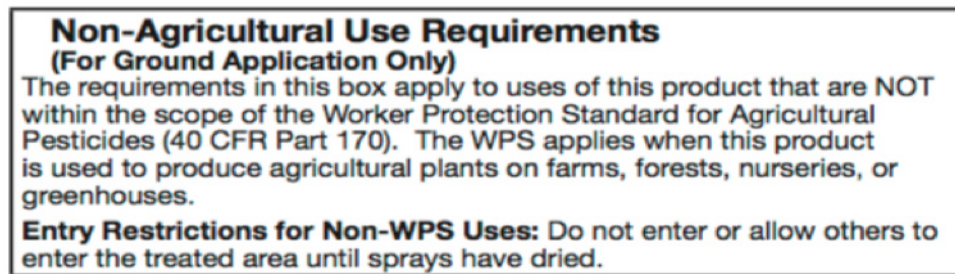 Non-Agricultural Use Requirements
(For Ground Application Only)
The requirements in this box apply to uses of this product that are NOT
within the scope of the Worker Protection Standard for Agricultural
Pesticides (40 CFR Part 170).  The WPS applies when this product
is used to produce agricultural plants on farms, forests, nurseries, or
greenhouses.
Entry Restrictions for Non-WPS Uses: Do not enter or allow others to
enter the treated area until sprays have dried.